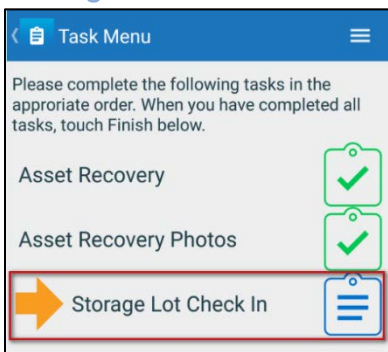 Task Menu
Please complete the following tasks in the
approriate order. When you have completed all
tasks, touch Finish below.
Asset Recovery
Asset Recovery Photos
Storage Lot Check In